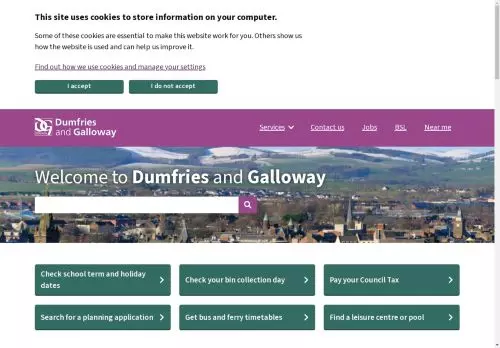 This site uses cookies to store information on your computer.
Some of these cookies are essential to make this website work for you. Others show us
how the website is used and can help us improve it.
Find out how we use cookies and manage your settings
I accept
I do not accept
Dumfries
and Galloway
Services
Contact us
Jobs
BSL
Near me
Welcome to Dumfries and Galloway
Check school term and holiday
dates
Check your bin collection day
Pay your Council Tax
Search for a planning application
Get bus and ferry timetables
Find a leisure centre or pool